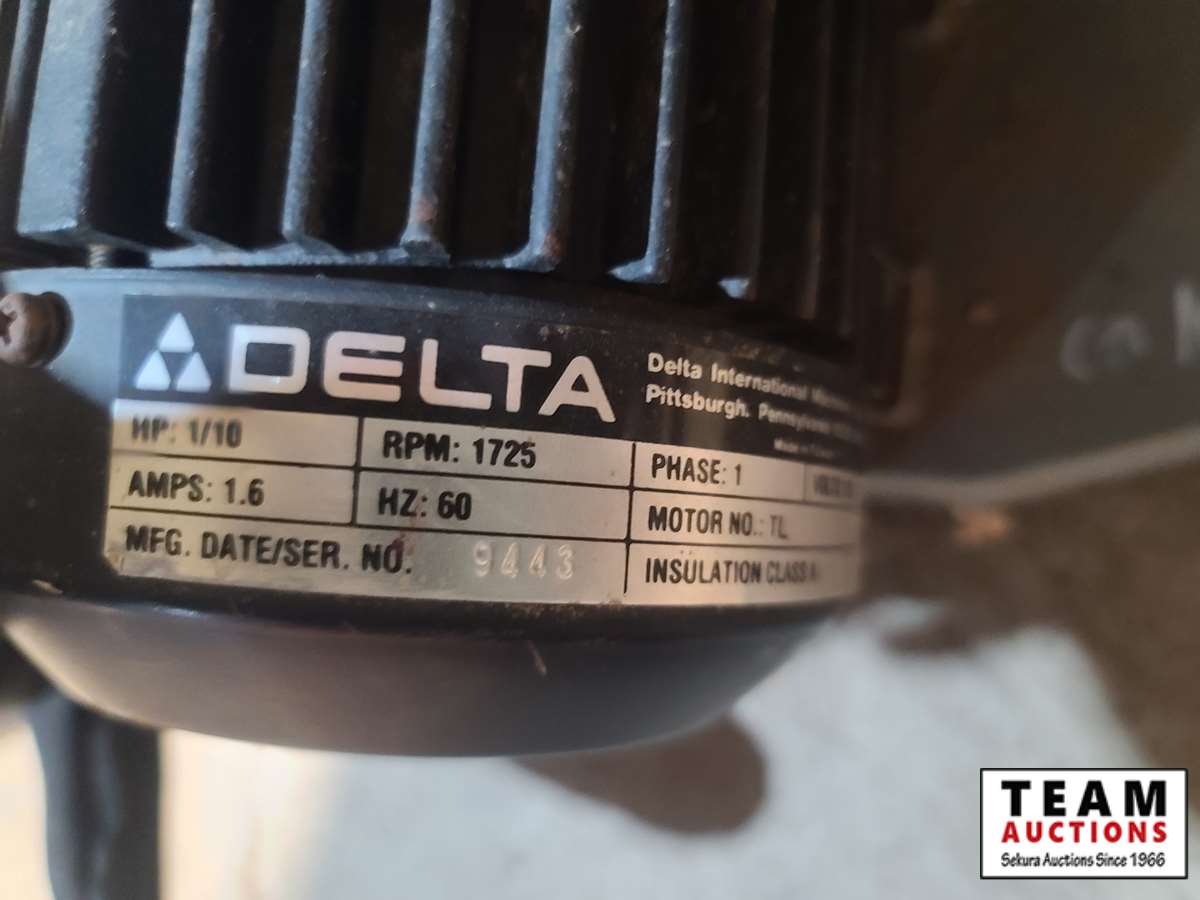 DELTA
Delta International
Pittsburgh, Pennsylvania
HP: 1/10
RPM: 1725
PHASE: 1
AMPS: 1.6
HZ: 60
MOTOR NO.: TL
MFG. DATE/SER. NO. 9443
INSULATION CLASS
TEAM
AUCTIONS
Sekura Auctions Since 1966